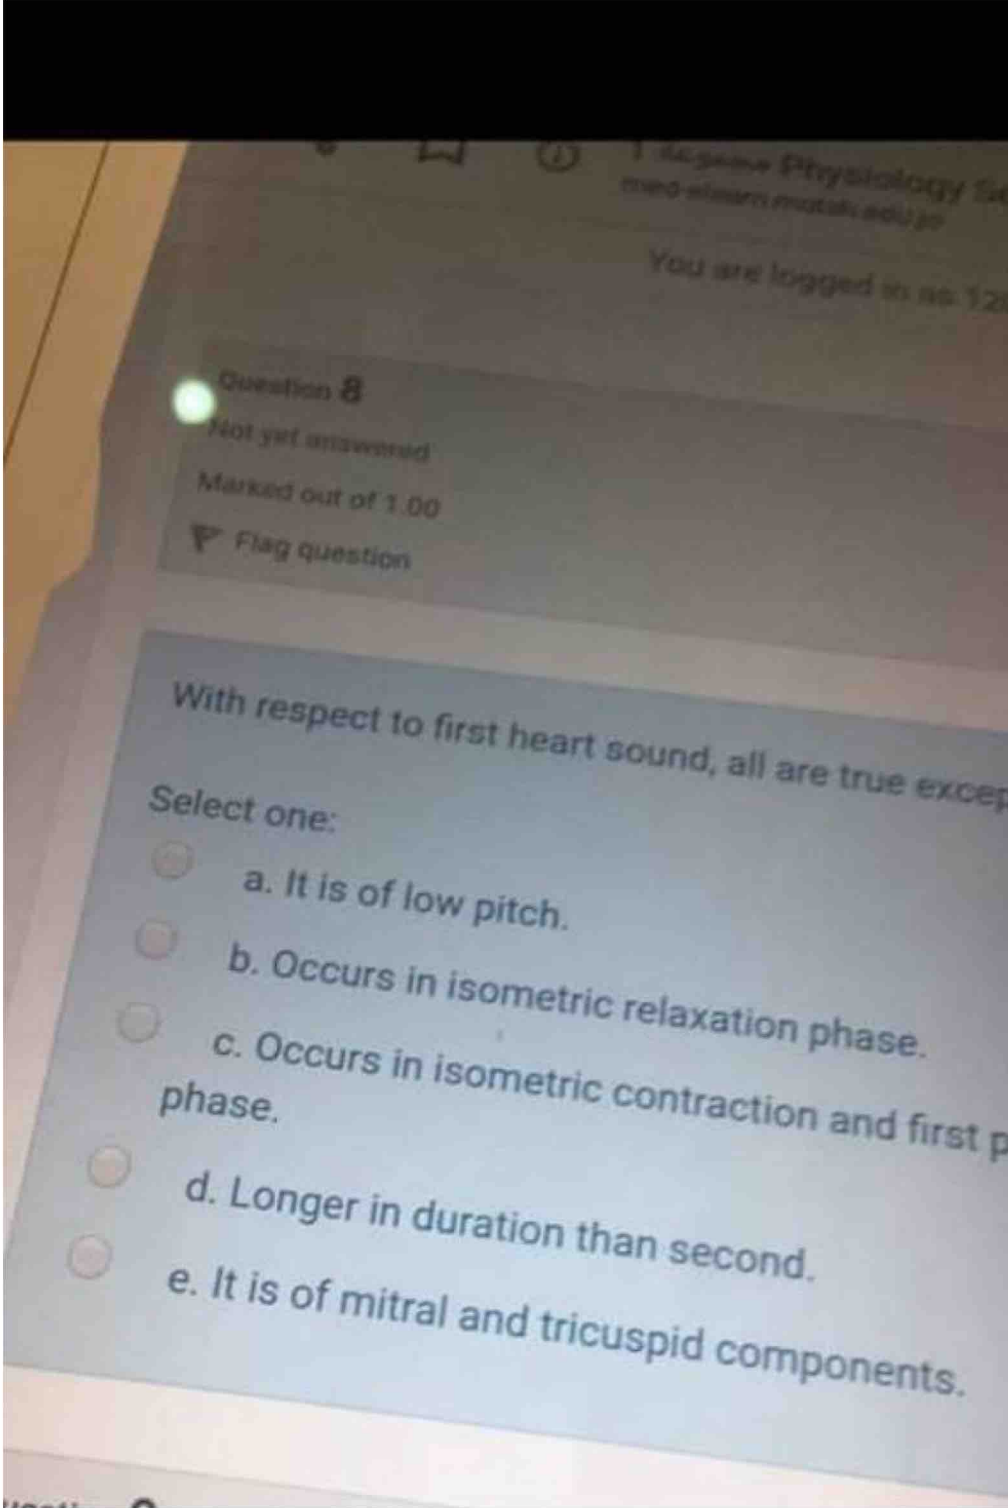 Physiology
You are logged in as 12
Question 8
Not yet answered
Marked out of 1.00
Flag question
With respect to first heart sound, all are true excep
Select one:
a. It is of low pitch.
b. Occurs in isometric relaxation phase.
c. Occurs in isometric contraction and first p
phase.
d. Longer in duration than second.
e. It is of mitral and tricuspid components.